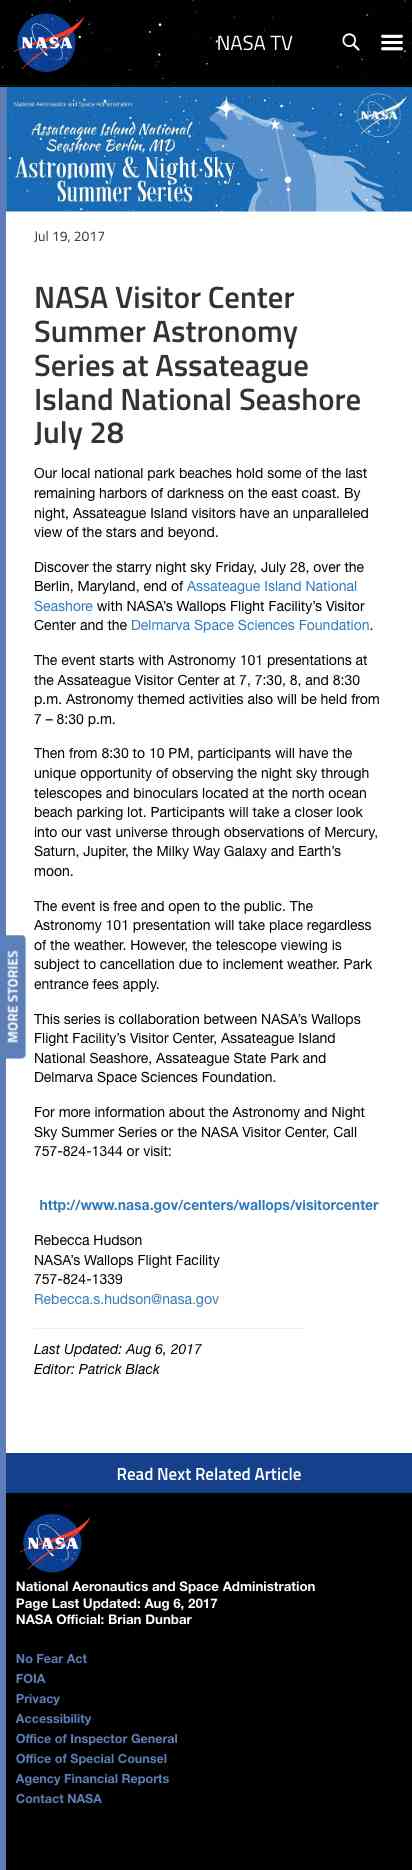 NASA
NASA TV
National Aeronautics and Space Administration
NASA
Assateague Island National
Seashore Berlin, MD
Astronomy & Night-Sky
Summer Series
Jul 19, 2017
NASA Visitor Center
Summer Astronomy
Series at Assateague
Island National Seashore
July 28
Our local national park beaches hold some of the last
remaining harbors of darkness on the east coast. By
night, Assateague Island visitors have an unparalleled
view of the stars and beyond.
Discover the starry night sky Friday, July 28, over the
Berlin, Maryland, end of Assateague Island National
Seashore with NASA's Wallops Flight Facility's Visitor
Center and the Delmarva Space Sciences Foundation.
The event starts with Astronomy 101 presentations at
the Assateague Visitor Center at 7, 7:30, 8, and 8:30
p.m. Astronomy themed activities also will be held from
7 – 8:30 p.m.
Then from 8:30 to 10 PM, participants will have the
unique opportunity of observing the night sky through
telescopes and binoculars located at the north ocean
beach parking lot. Participants will take a closer look
into our vast universe through observations of Mercury,
Saturn, Jupiter, the Milky Way Galaxy and Earth's
moon.
The event is free and open to the public. The
Astronomy 101 presentation will take place regardless
of the weather. However, the telescope viewing is
subject to cancellation due to inclement weather. Park
entrance fees apply.
MORE STORIES
This series is collaboration between NASA's Wallops
Flight Facility's Visitor Center, Assateague Island
National Seashore, Assateague State Park and
Delmarva Space Sciences Foundation.
For more information about the Astronomy and Night
Sky Summer Series or the NASA Visitor Center, Call
757-824-1344 or visit:
http://www.nasa.gov/centers/wallops/visitorcenter
Rebecca Hudson
NASA's Wallops Flight Facility
757-824-1339
Rebecca.s.hudson@nasa.gov
Last Updated: Aug 6, 2017
Editor: Patrick Black
Read Next Related Article
NASA
National Aeronautics and Space Administration
Page Last Updated: Aug 6, 2017
NASA Official: Brian Dunbar
No Fear Act
FOIA
Privacy
Accessibility
Office of Inspector General
Office of Special Counsel
Agency Financial Reports
Contact NASA